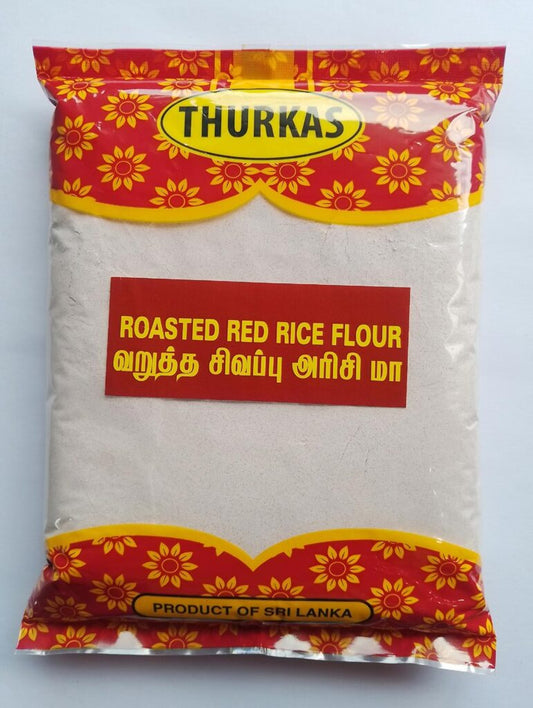 THURKAS
ROASTED RED RICE FLOUR
வறுத்த சிவப்பு அரிசி மா
PRODUCT OF SRI LANKA